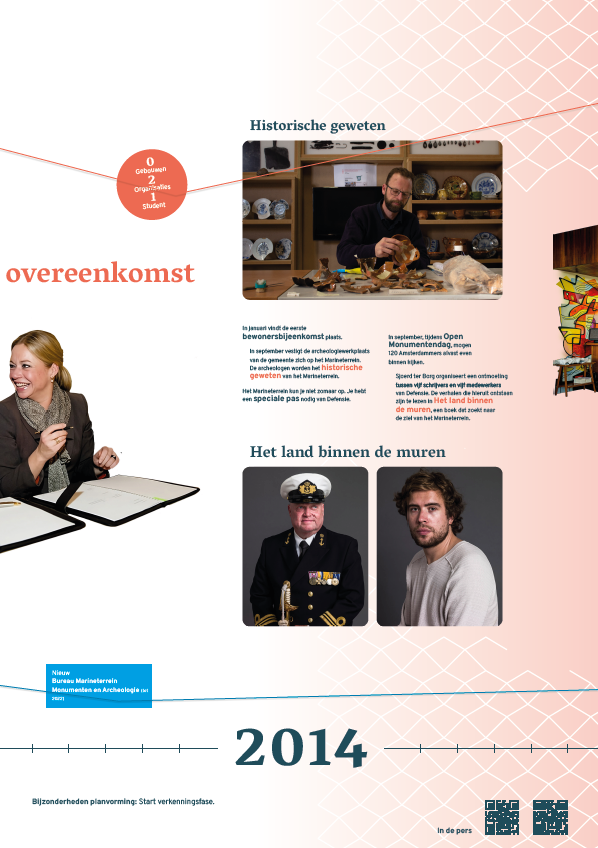 Historische geweten
0
Gebouwen
2
Organisaties
1
Student
overeenkomst
In januari vindt de eerste
bewonersbijeenkomst plaats.
In september vestigt de archeologiewerkplaats
van de gemeente zich op het Marineterrein.
De archeologen worden het historische
geweten van het Marineterrein.
Het Marineterrein kun je niet zomaar op. Je hebt
een speciale pas nodig van Defensie.
In september, tijdens Open
Monumentendag, mogen
120 Amsterdammers alvast even
binnen kijken.
Sjoerd ter Borg organiseert een ontmoeting
tussen vijf schrijvers en vijf medewerkers
van Defensie. De verhalen die hieruit ontstaan
zijn te lezen in Het land binnen
de muren, een boek dat zoekt naar
de ziel van het Marineterrein.
Het land binnen de muren
Nieuw
Bureau Marineterrein
Monumenten en Archeologie (tot
2022)
2014
Bijzonderheden planvorming: Start verkenningsfase.
In de pers